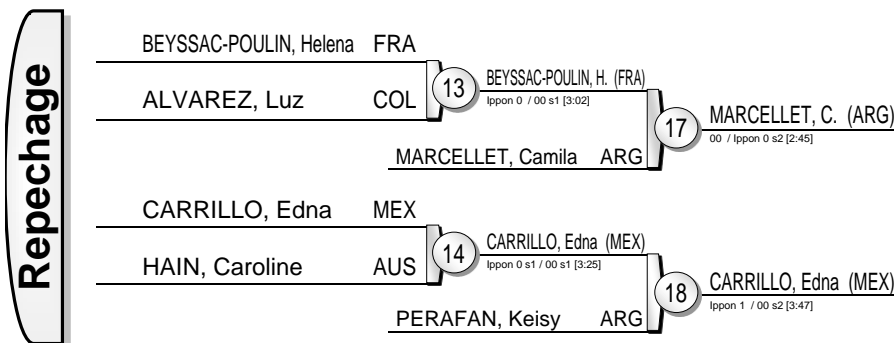 Repechage
BEYSSAC-POULIN, Helena FRA
ALVAREZ, Luz COL
13
BEYSSAC-POULIN, H. (FRA)
Ippon 0 / 00 s1 [3:02]
MARCELLET, Camila ARG
17
MARCELLET, C. (ARG)
00 / Ippon 0 s2 [2:45]
CARRILLO, Edna MEX
HAIN, Caroline AUS
14
CARRILLO, Edna (MEX)
Ippon 0 s1 / 00 s1 [3:25]
PERAFAN, Keisy ARG
18
CARRILLO, Edna (MEX)
Ippon 1 / 00 s2 [3:47]